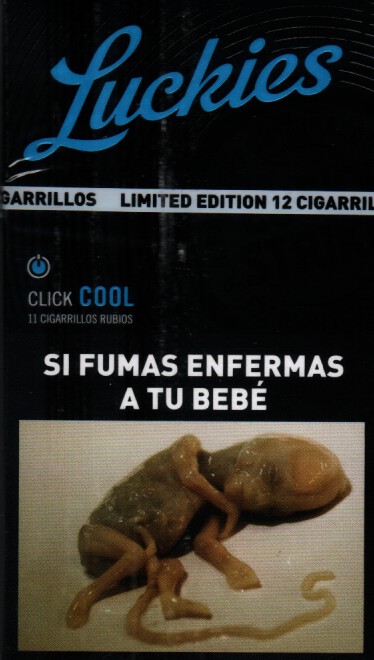 Luckies
GARRILLOS LIMITED EDITION 12 CIGARRIL
CLICK COOL
11 CIGARRILLOS RUBIOS
SI FUMAS ENFERMAS
A TU BEBÉ